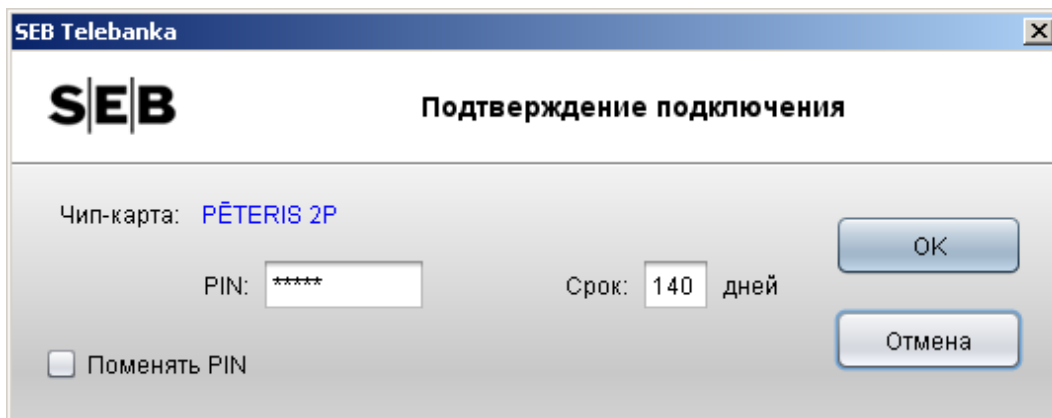 SEB Telebanka
S|E|B
Подтверждение подключения
Чип-карта: PĒTERIS 2P
OK
PIN: *****
Срок: 140 дней
Отмена
Поменять PIN